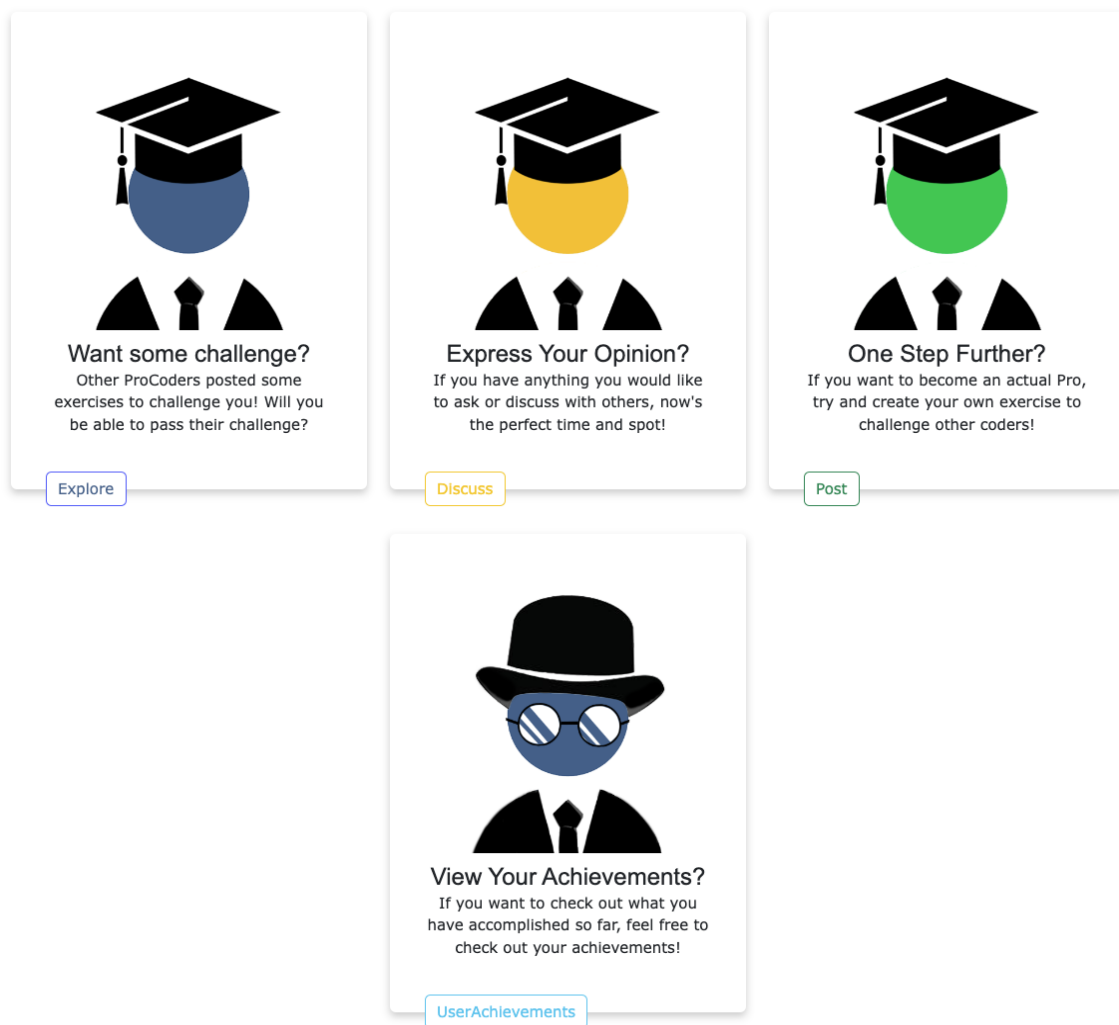 Want some challenge?
Other ProCoders posted some
exercises to challenge you! Will you
be able to pass their challenge?
Explore
Express Your Opinion?
If you have anything you would like
to ask or discuss with others, now's
the perfect time and spot!
Discuss
One Step Further?
If you want to become an actual Pro,
try and create your own exercise to
challenge other coders!
Post
View Your Achievements?
If you want to check out what you
have accomplished so far, feel free to
check out your achievements!
UserAchievements